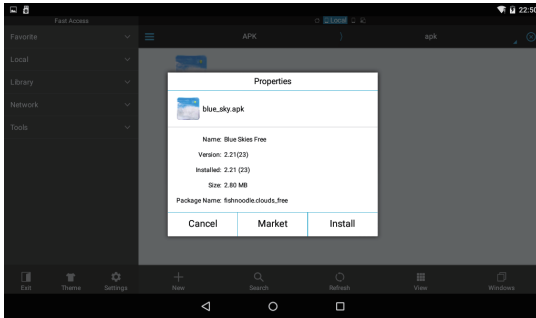 22:50
Fast Access
Local
Favorite
APK
apk
Local
Library
Network
Tools
Properties
blue_sky.apk
Name: Blue Skies Free
Version: 2.21(23)
Installed: 2.21 (23)
Size: 2.80 MB
Package Name: fishnoodle.clouds_free
Cancel
Market
Install
Exit
Theme
Settings
New
Search
Refresh
View
Windows